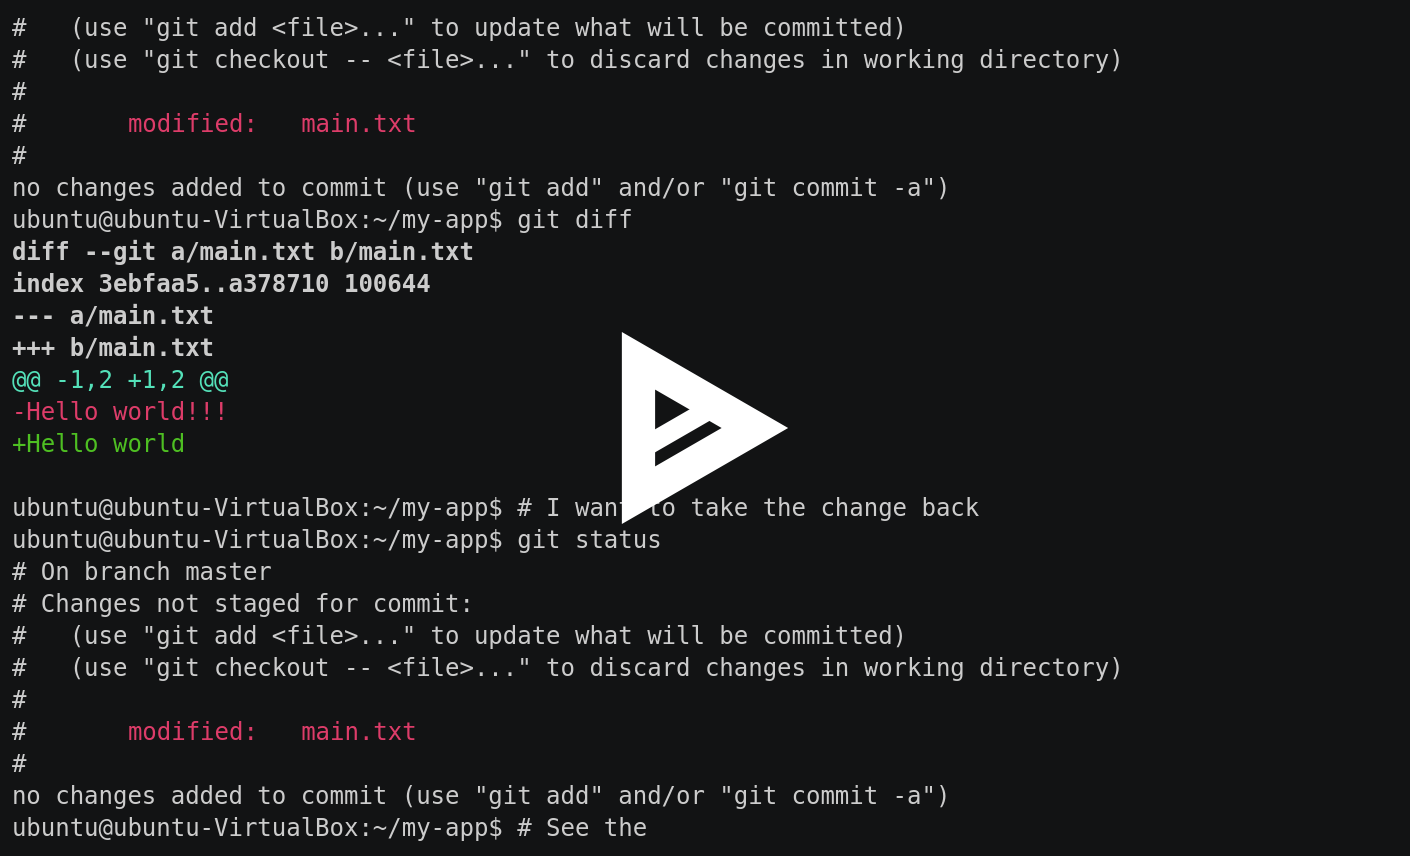 #   (use "git add <file>..." to update what will be committed)
#   (use "git checkout -- <file>..." to discard changes in working directory)
#
#       modified:   main.txt
#
no changes added to commit (use "git add" and/or "git commit -a")
ubuntu@ubuntu-VirtualBox:~/my-app$ git diff
diff --git a/main.txt b/main.txt
index 3ebfaa5..a378710 100644
--- a/main.txt
+++ b/main.txt
@@ -1,2 +1,2 @@
-Hello world!!!
+Hello world
ubuntu@ubuntu-VirtualBox:~/my-app$ # I want to take the change back
ubuntu@ubuntu-VirtualBox:~/my-app$ git status
# On branch master
# Changes not staged for commit:
#   (use "git add <file>..." to update what will be committed)
#   (use "git checkout -- <file>..." to discard changes in working directory)
#
#       modified:   main.txt
#
no changes added to commit (use "git add" and/or "git commit -a")
ubuntu@ubuntu-VirtualBox:~/my-app$ # See the